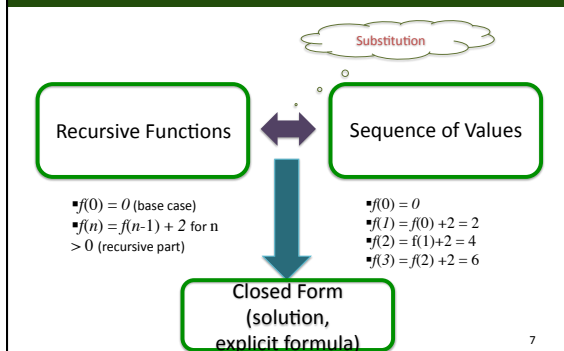 Substitution
Recursive Functions
Sequence of Values
▪f(0) = 0 (base case)
▪f(n) = f(n-1) + 2 for n
> 0 (recursive part)
▪f(0) = 0
▪f(1) = f(0) +2 = 2
▪f(2) = f(1)+2 = 4
▪f(3) = f(2) +2 = 6
Closed Form
(solution,
explicit formula)
7